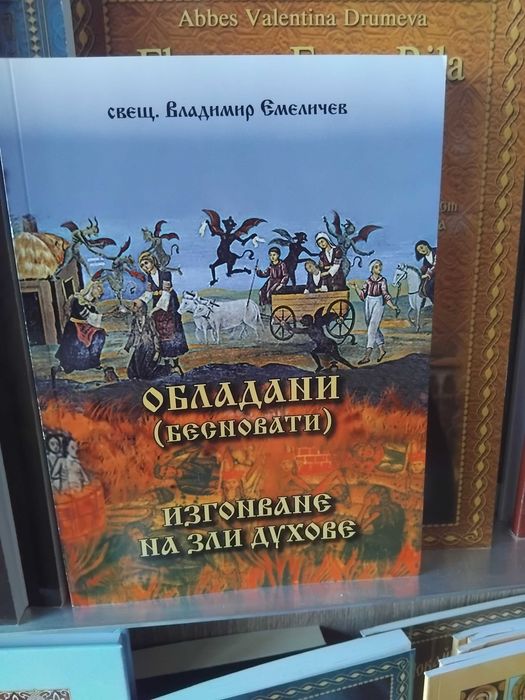 Abbes Valentina Drumeva
свещ. Владимир Емеличев
ОБЛАДАНИ
(БЕСНОВАТИ)
ИЗГОНВАНЕ
НА ЗЛИ ДУХОВЕ